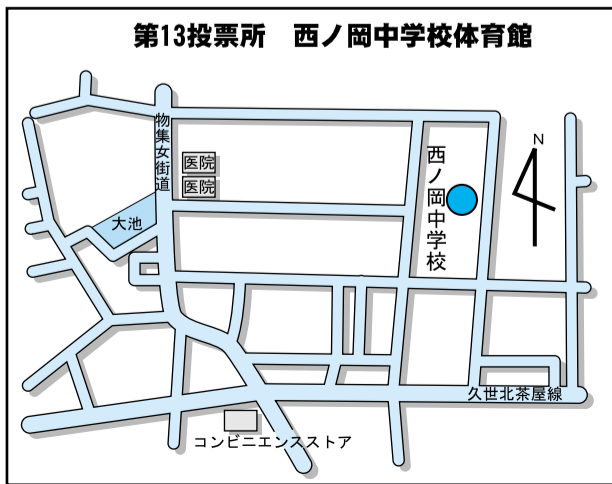 第13投票所　西ノ岡中学校体育館
物集女街道
医院
医院
大池
西ノ岡中学校
N
久世北茶屋線
コンビニエンスストア